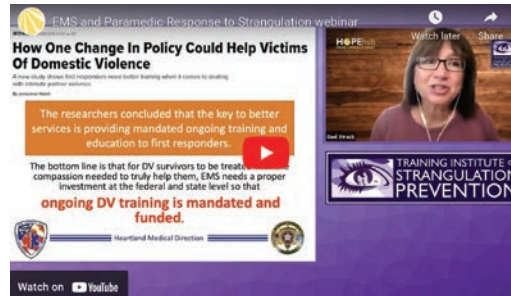 EMS and Paramedic Response to Strangulation webinar
Watch later
Share
How One Change In Policy Could Help Victims
Of Domestic Violence
A new study shows first responders need better training when it comes to dealing
with intimate partner violence.
The researchers concluded that the key to better
services is providing mandated ongoing training and
education to first responders.
The bottom line is that for DV survivors to be treated
compassion needed to truly help them, EMS needs a proper
investment at the federal and state level so that
ongoing DV training is mandated and
funded.
Heartland Medical Direction
HOPE
TRAINING INSTITUTE
STRANGULATION
PREVENTION
Watch on YouTube